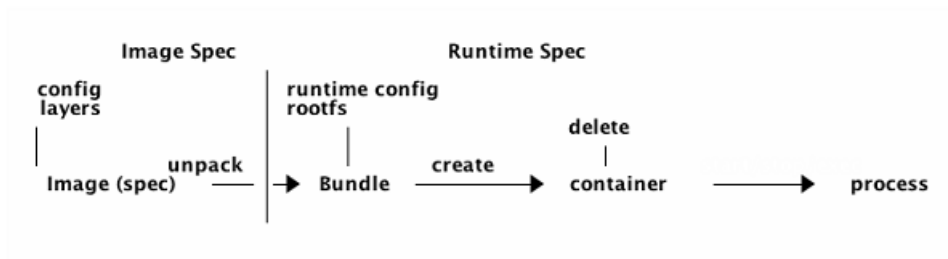 Image Spec
Runtime Spec
config
layers
runtime config
rootfs
delete
unpack
create
Image (spec)
Bundle
container
process